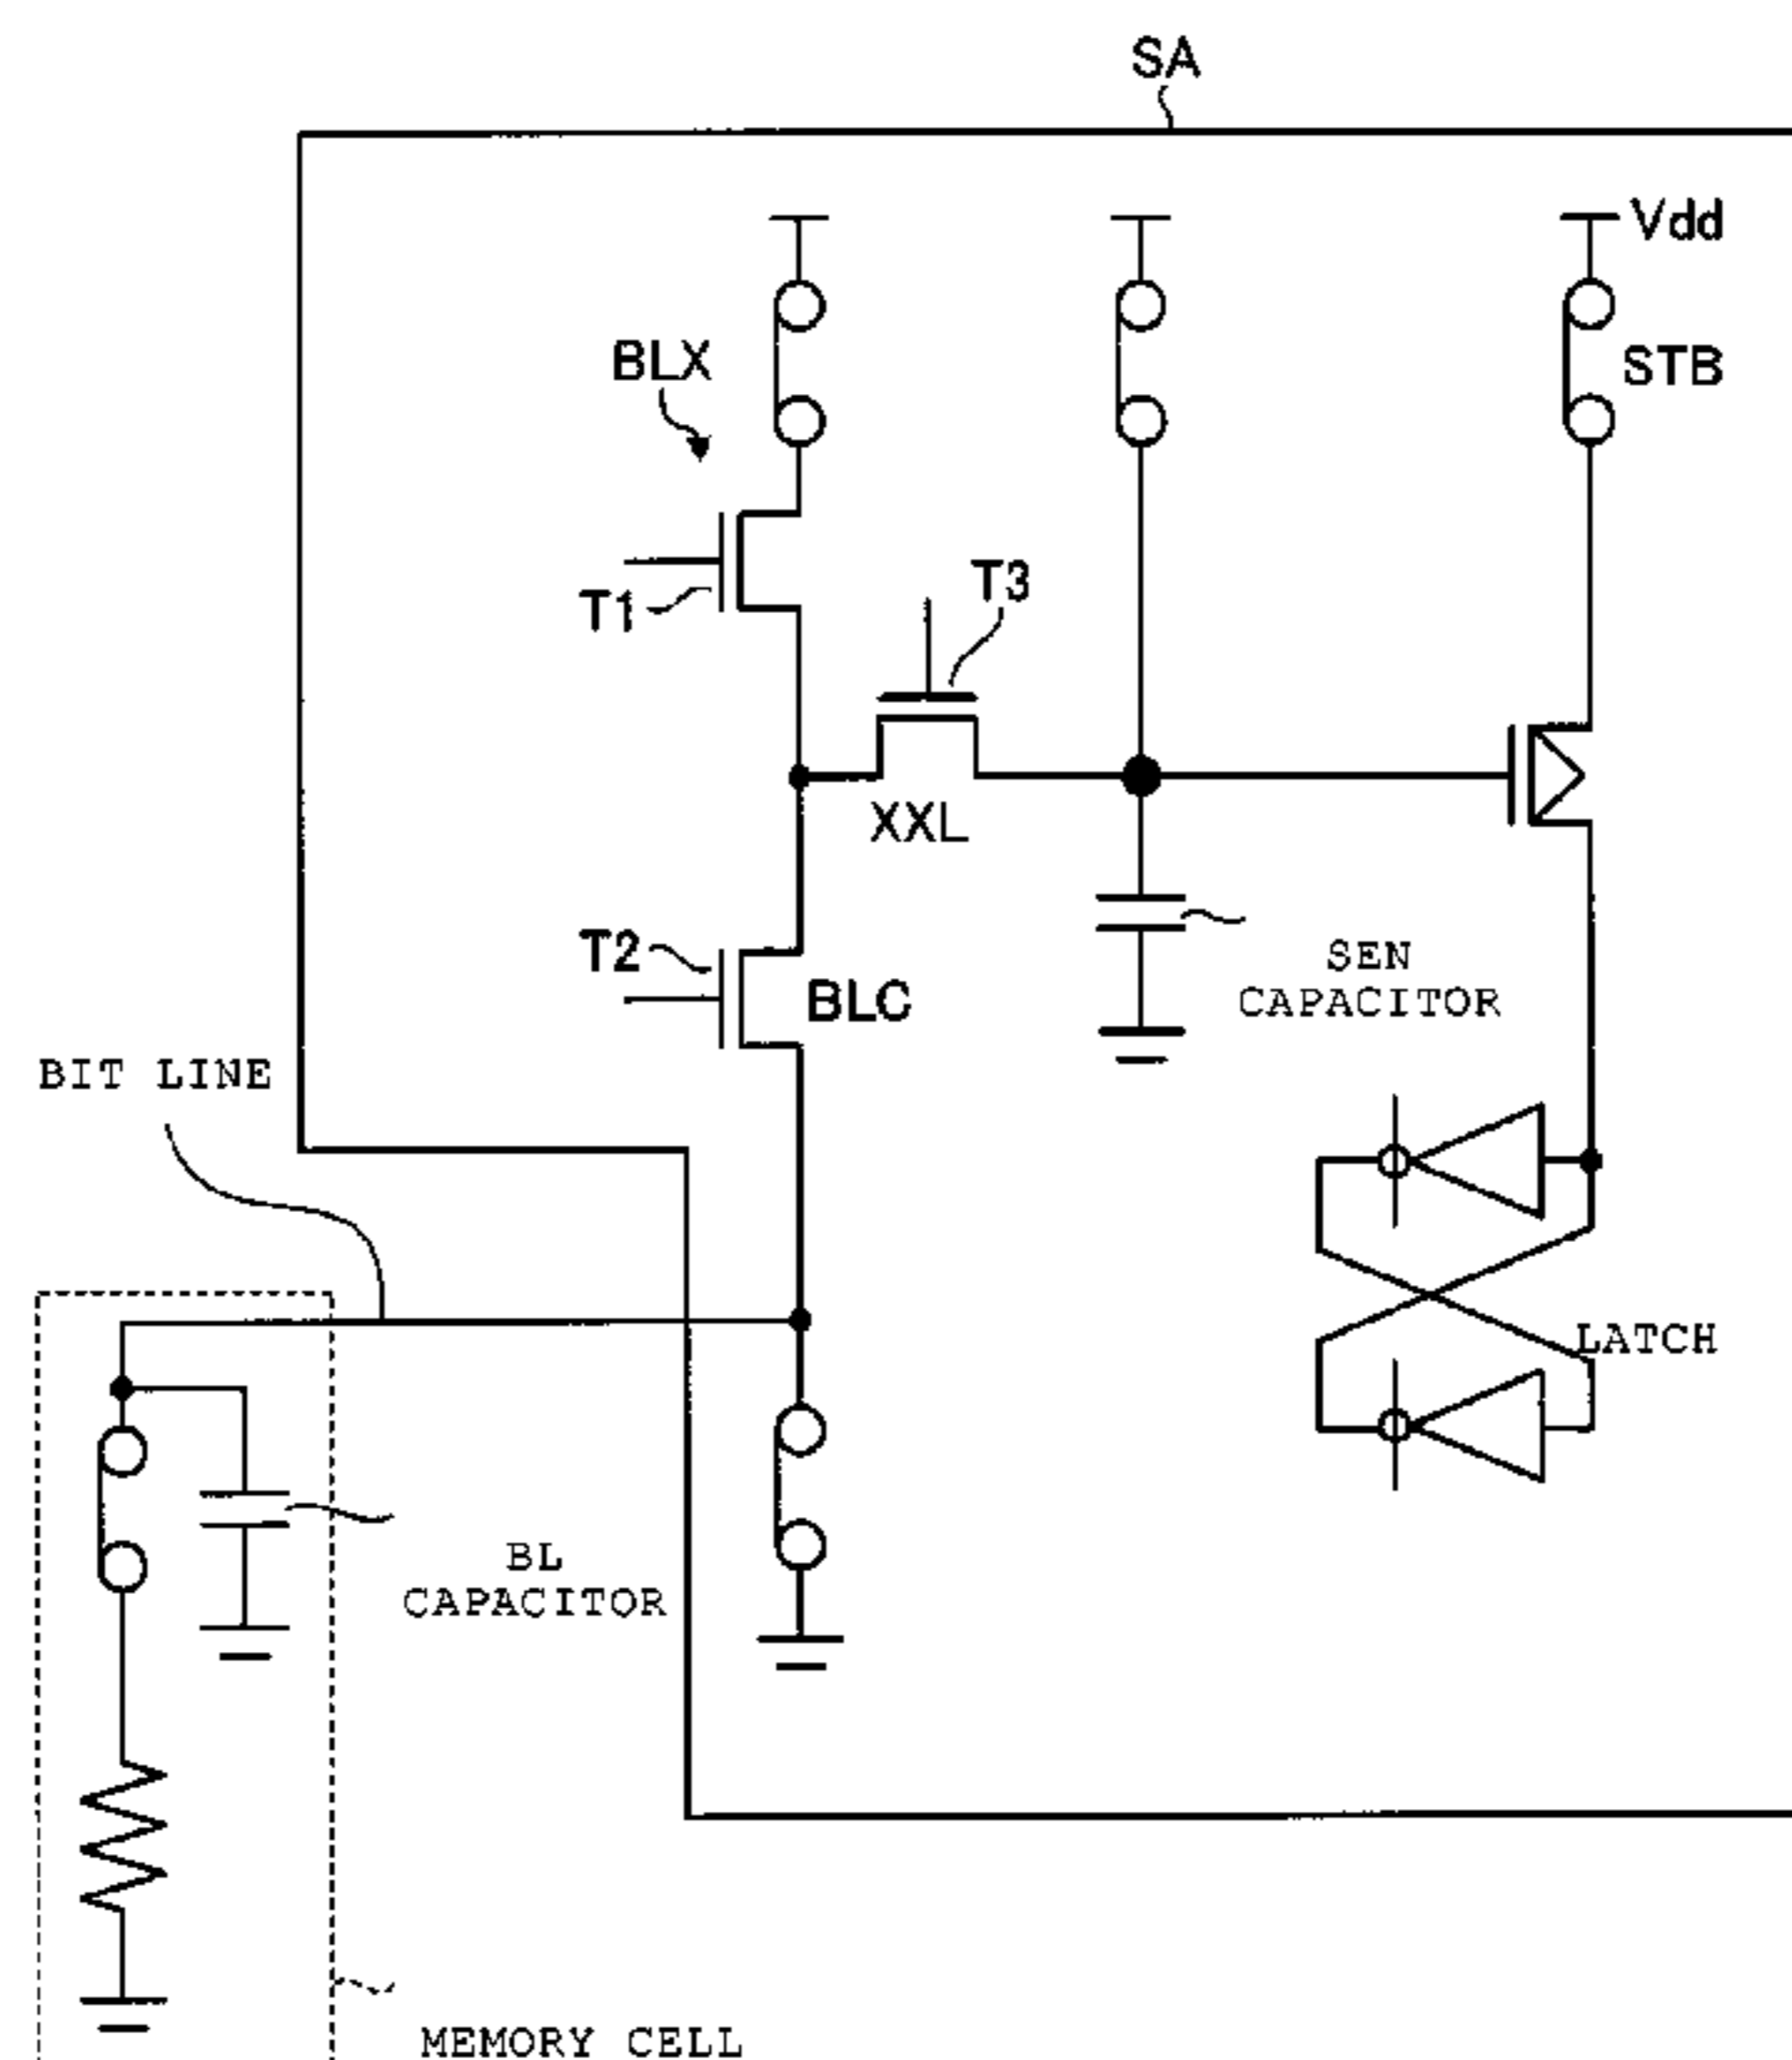 SA
Vdd
BLX
STB
T1
T3
XXL
T2
BLC
SEN
CAPACITOR
BIT LINE
LATCH
BL
CAPACITOR
MEMORY CELL